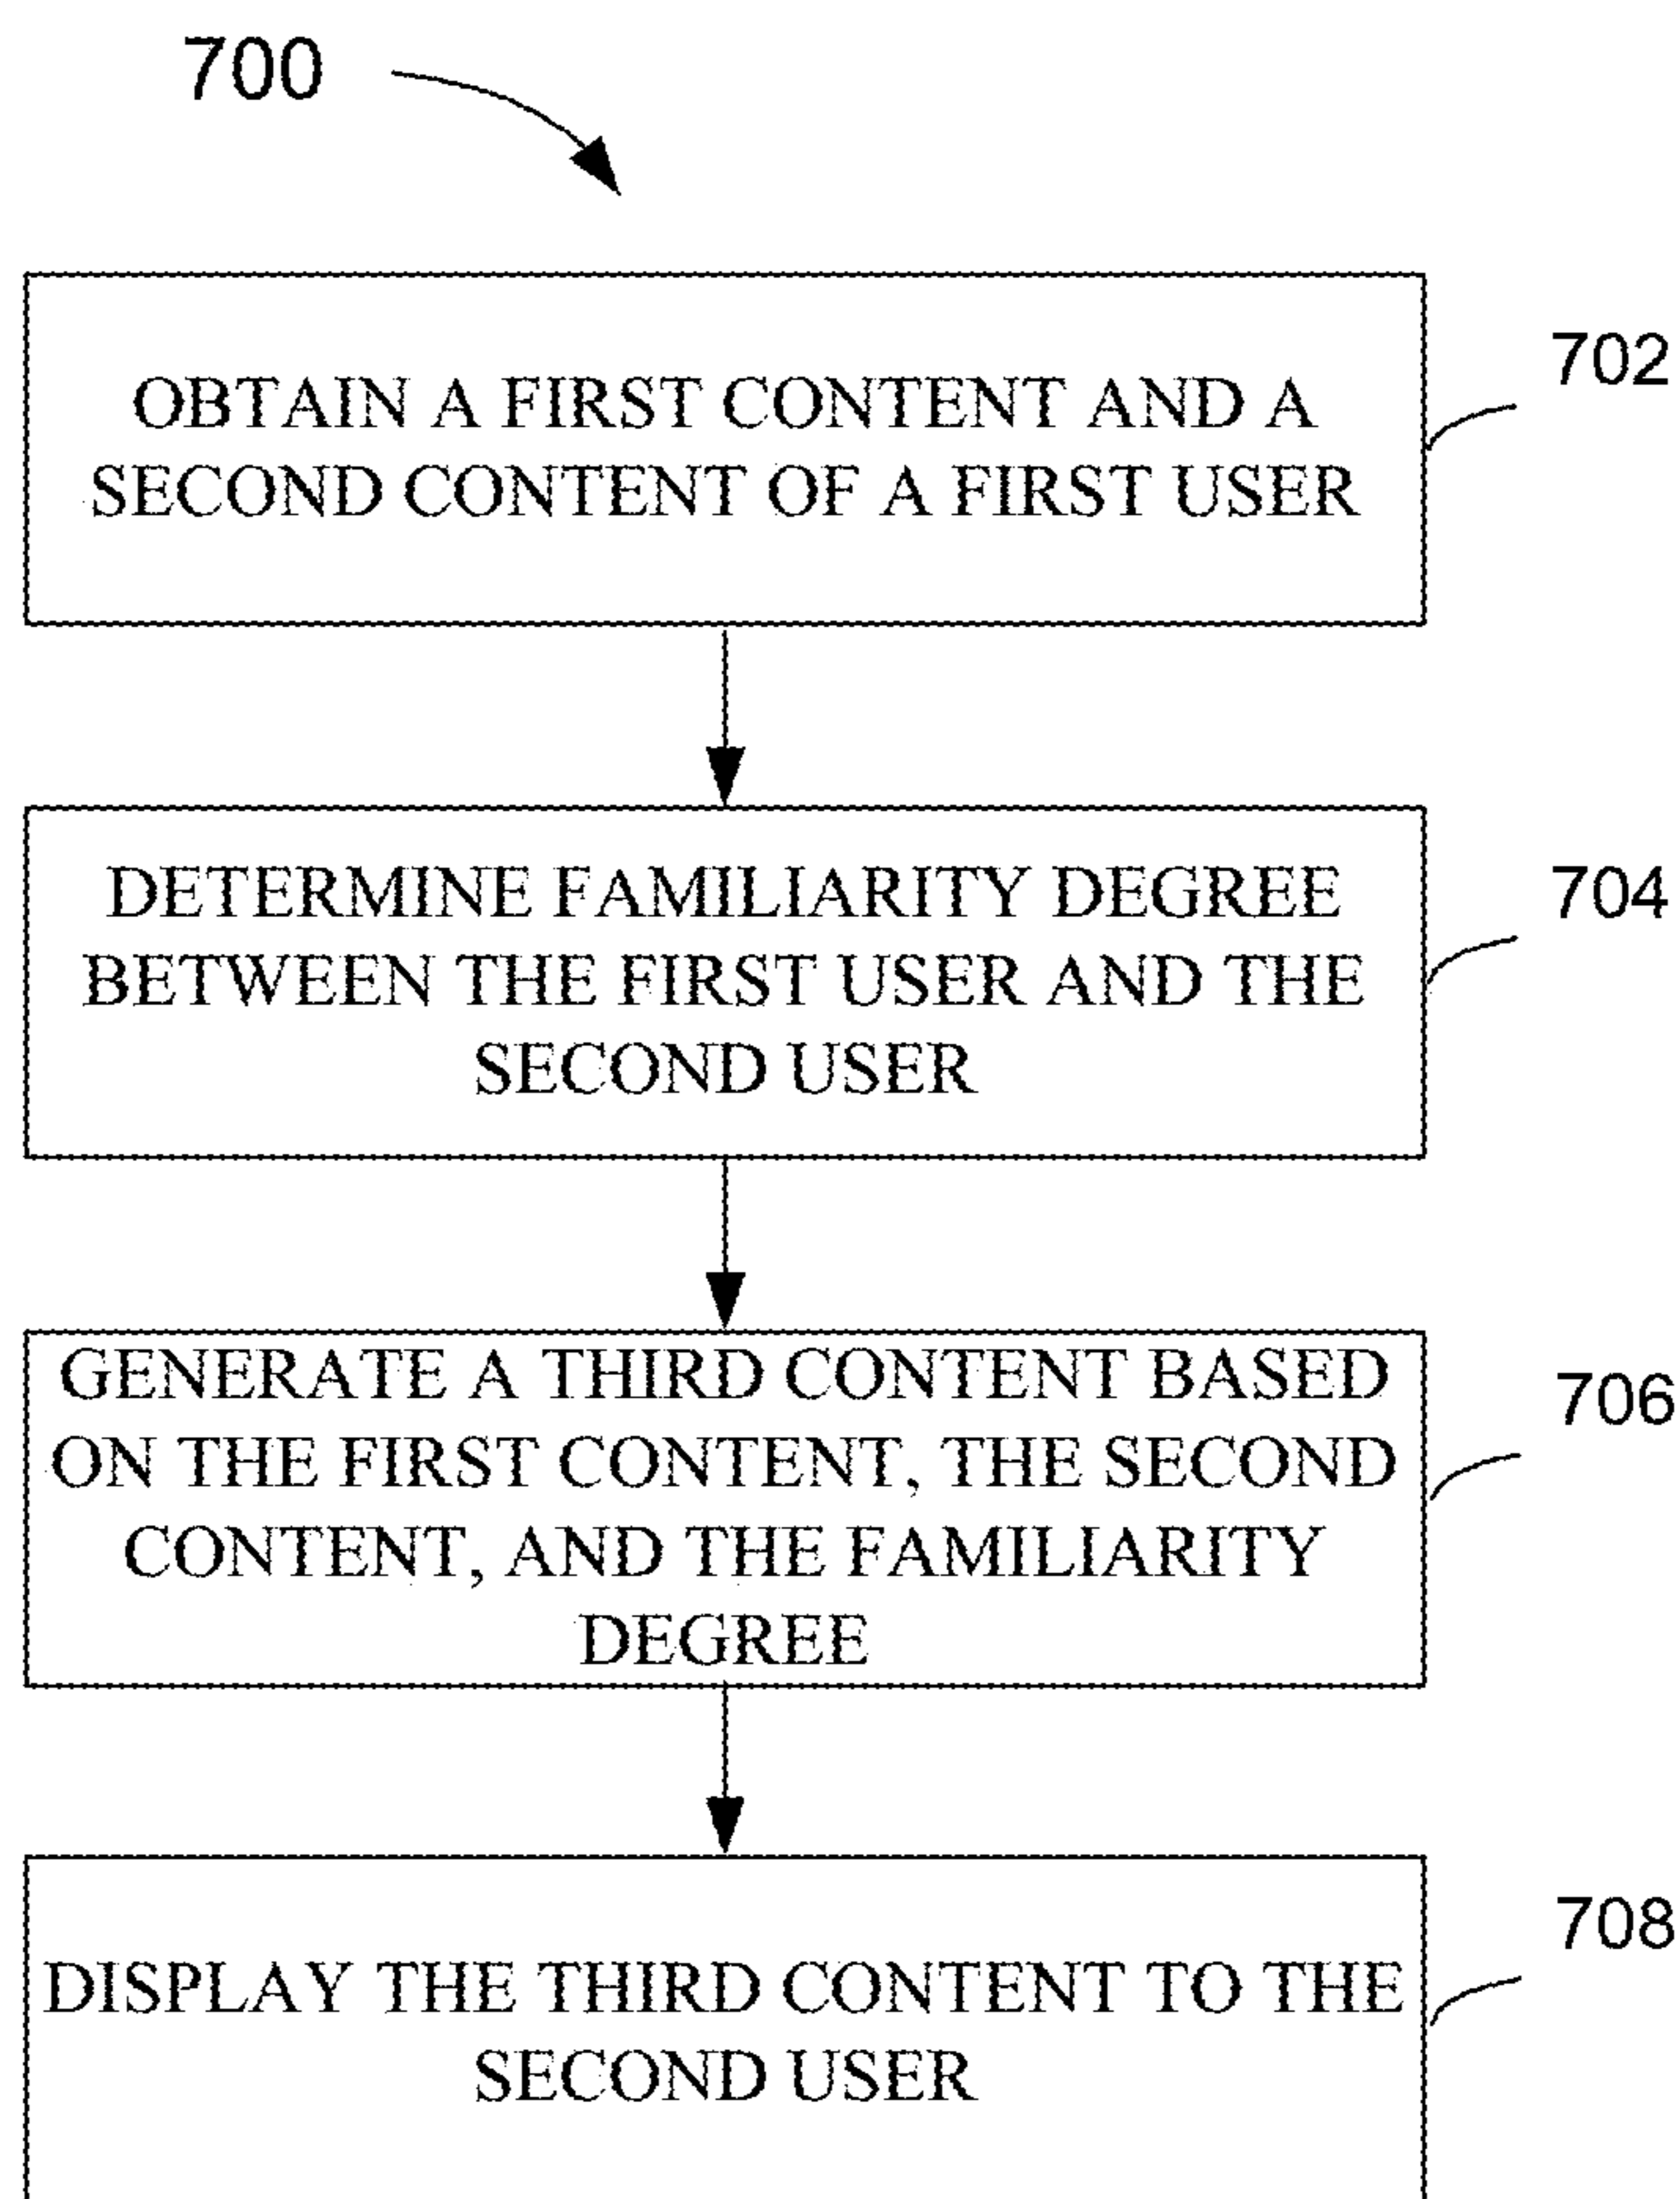 700
702
OBTAIN A FIRST CONTENT AND A
SECOND CONTENT OF A FIRST USER
704
DETERMINE FAMILIARITY DEGREE
BETWEEN THE FIRST USER AND THE
SECOND USER
706
GENERATE A THIRD CONTENT BASED
ON THE FIRST CONTENT, THE SECOND
CONTENT, AND THE FAMILIARITY
DEGREE
708
DISPLAY THE THIRD CONTENT TO THE
SECOND USER